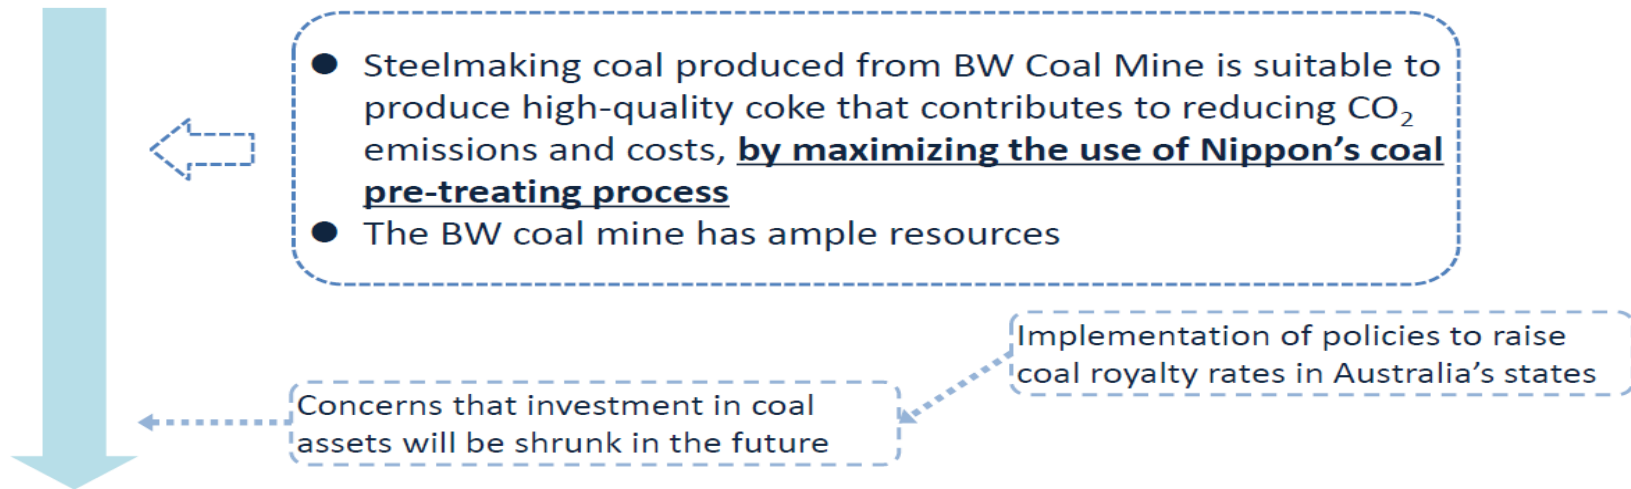 ● Steelmaking coal produced from BW Coal Mine is suitable to
produce high-quality coke that contributes to reducing CO₂
emissions and costs, by maximizing the use of Nippon’s coal
pre-treating process
● The BW coal mine has ample resources
Implementation of policies to raise
coal royalty rates in Australia’s states
Concerns that investment in coal
assets will be shrunk in the future